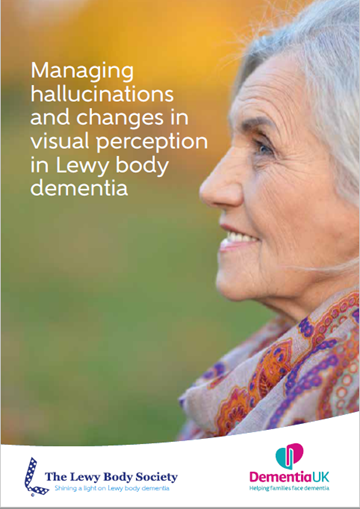 Managing
hallucinations
and changes in
visual perception
in Lewy body
dementia
The Lewy Body Society
Shining a light on Lewy body dementia
DementiaUK
Helping families face dementia